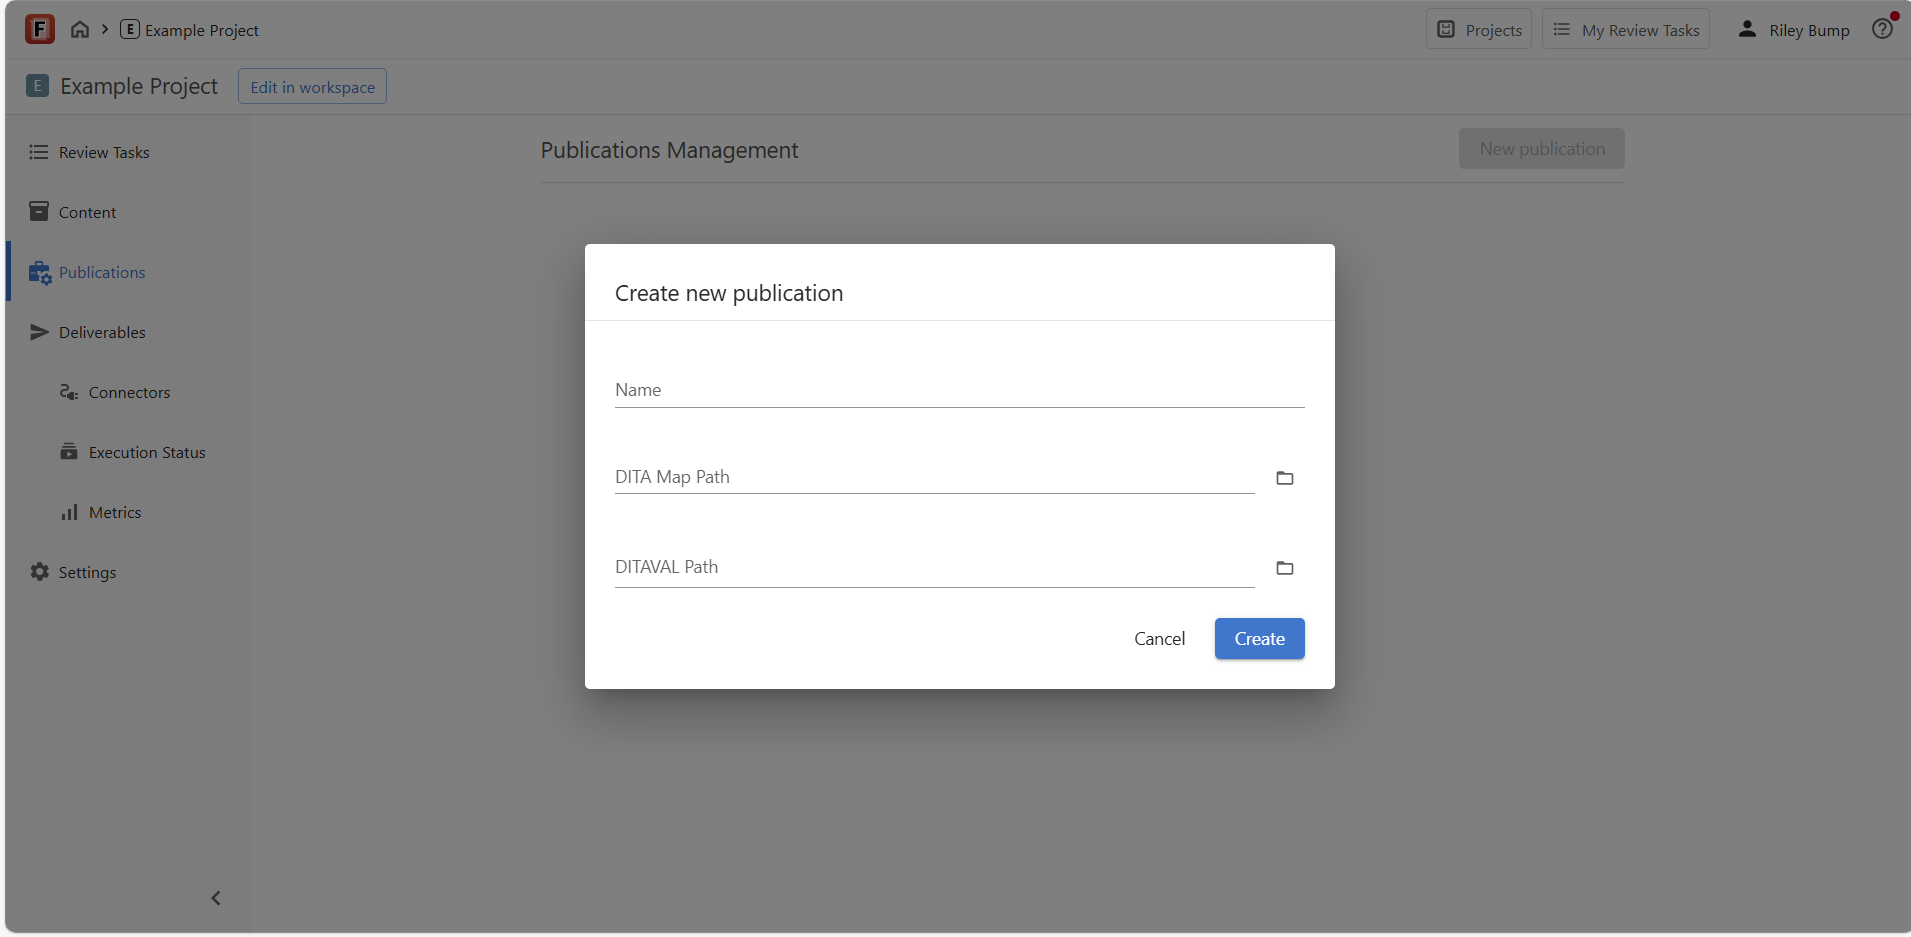 F
E Example Project
Projects
My Review Tasks
Riley Bump
E Example Project
Edit in workspace
Review Tasks
Content
Publications
Deliverables
Connectors
Execution Status
Metrics
Settings
Publications Management
New publication
Create new publication
Name
DITA Map Path
DITAVAL Path
Cancel
Create